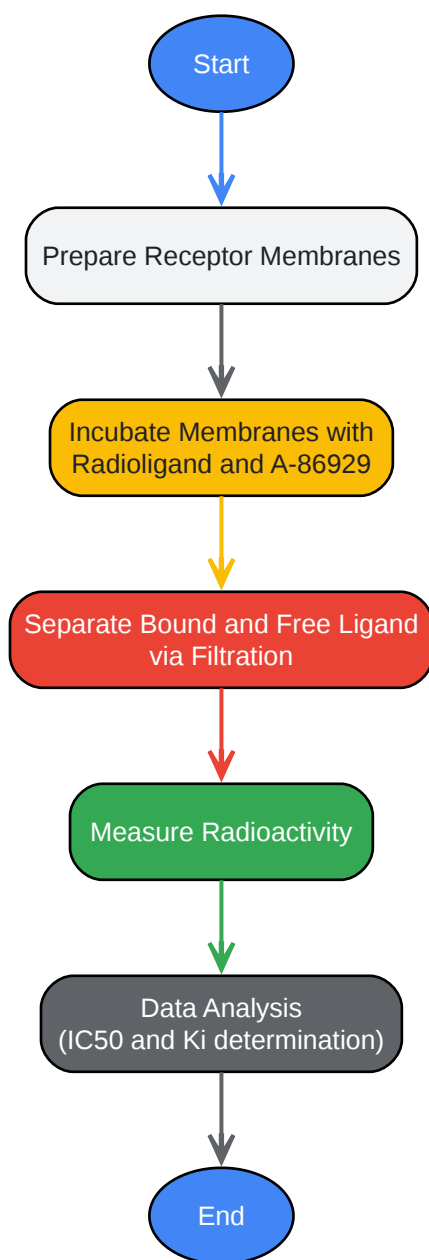 Start
Prepare Receptor Membranes
Incubate Membranes with
Radioligand and A-86929
Separate Bound and Free Ligand
via Filtration
Measure Radioactivity
Data Analysis
(IC50 and Ki determination)
End